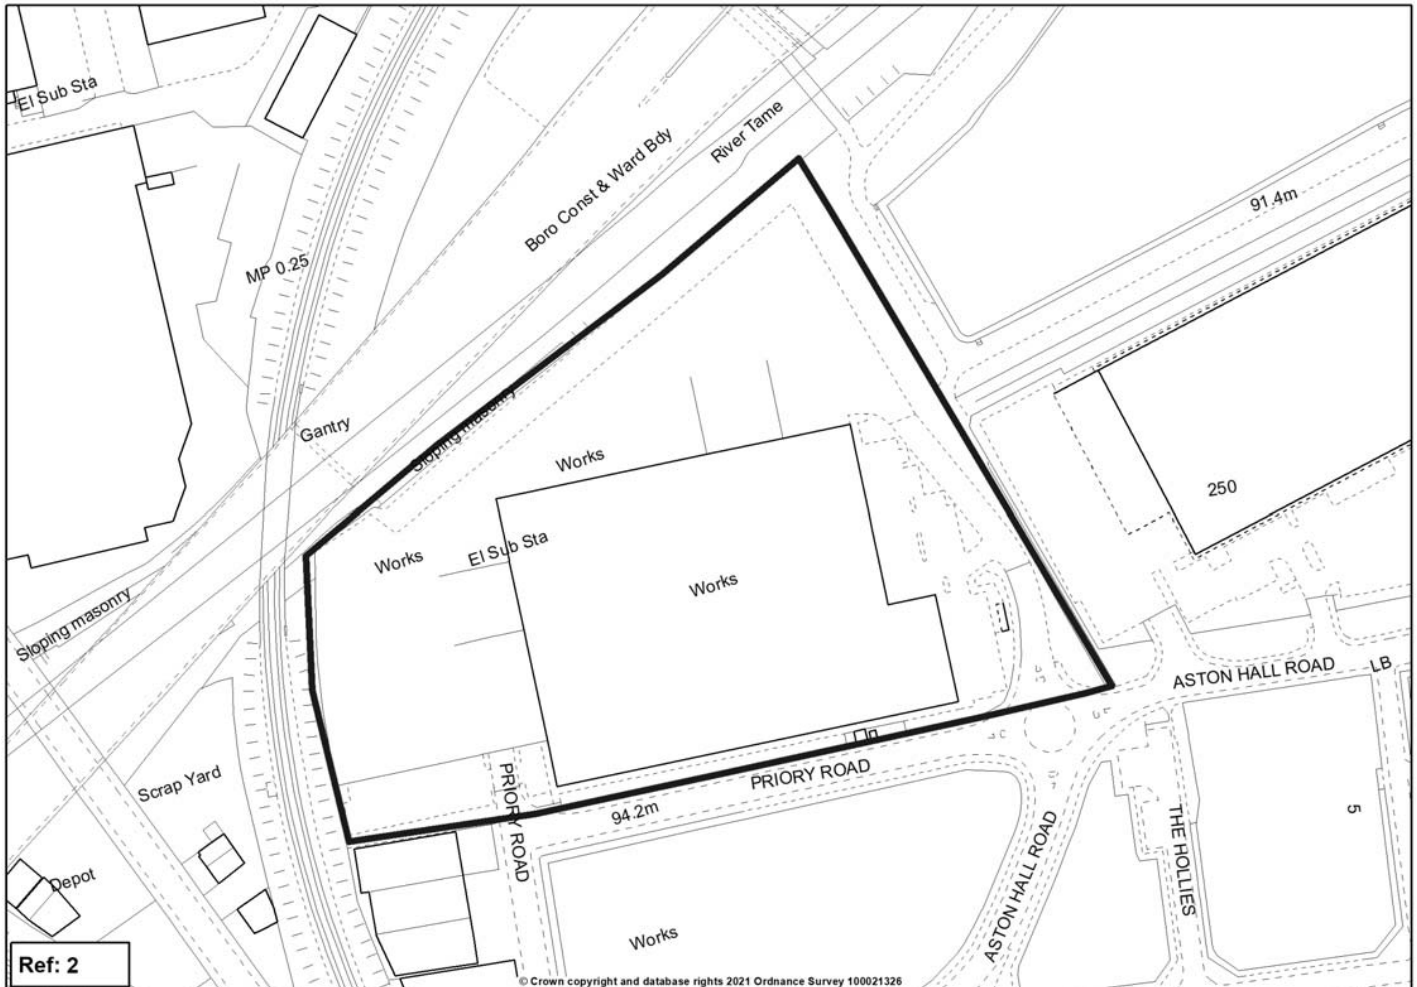 El Sub Sta
River Tame
Boro Const & Ward Bdy
91.4m
MP 0.25
Gantry
Sloping masonry
Works
250
Works
El Sub Sta
Works
Sloping masonry
ASTON HALL ROAD
LB
Scrap Yard
PRIORY ROAD
PRIORY ROAD
94.2m
5
THE HOLLIES
ASTON HALL ROAD
Depot
Works
Ref: 2
© Crown copyright and database rights 2021 Ordnance Survey 100021326